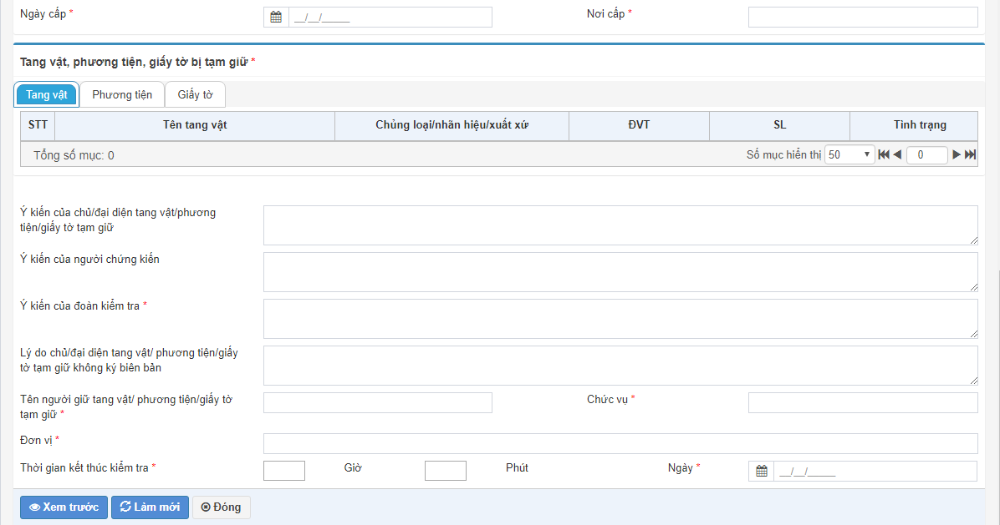 Ngày cấp * __/__/_____ Nơi cấp *
Tang vật, phương tiện, giấy tờ bị tạm giữ *
Tang vật Phương tiện Giấy tờ
STT Tên tang vật Chủng loại/nhãn hiệu/xuất xứ ĐVT SL Tình trạng
Tổng số mục: 0 Số mục hiển thị 50 0
Ý kiến của chủ/đại diện tang vật/phương
tiện/giấy tờ tạm giữ
Ý kiến của người chứng kiến
Ý kiến của đoàn kiểm tra *
Lý do chủ/đại diện tang vật/ phương tiện/giấy
tờ tạm giữ không ký biên bản
Tên người giữ tang vật/ phương tiện/giấy tờ
tạm giữ * Chức vụ *
Đơn vị *
Thời gian kết thúc kiểm tra * Giờ Phút Ngày * __/__/_____
Xem trước Làm mới Đóng